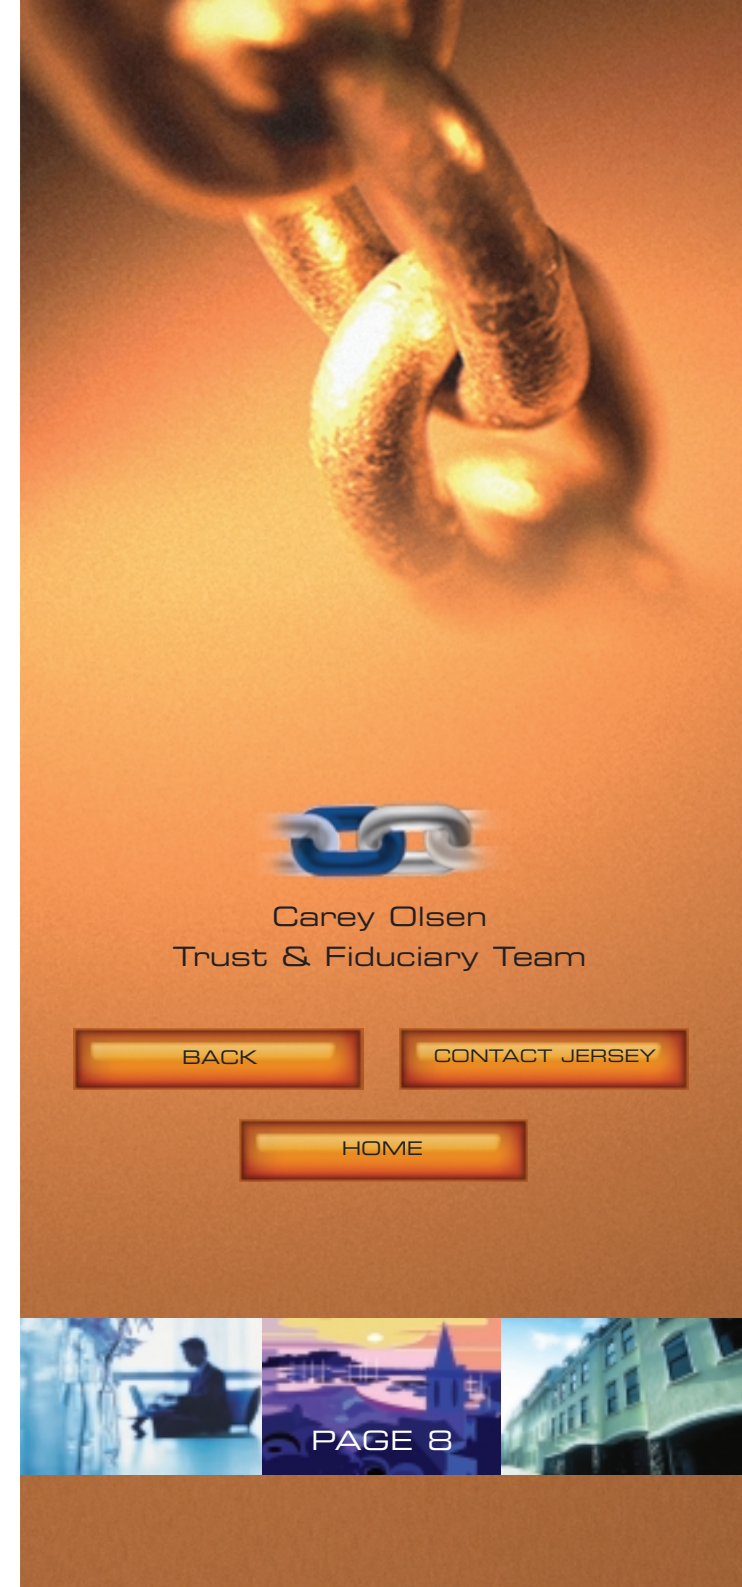 Carey Olsen
Trust & Fiduciary Team
BACK
CONTACT JERSEY
HOME
PAGE 8